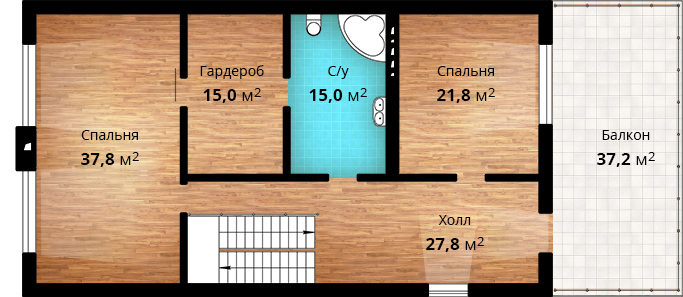 Спальня
37,8 м²
Гардероб
15,0 м²
С/у
15,0 м²
Спальня
21,8 м²
Балкон
37,2 м²
Холл
27,8 м²